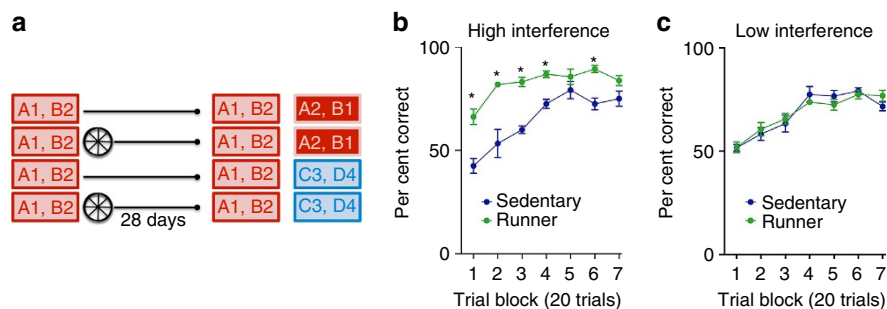 a
A1, B2 A1, B2 A2, B1
A1, B2 A1, B2 A2, B1
A1, B2 A1, B2 C3, D4
A1, B2 A1, B2 C3, D4
28 days
b
High interference
Per cent correct
100
50
0
*
*
*
*
*
Sedentary
Runner
1 2 3 4 5 6 7
Trial block (20 trials)
c
Low interference
Per cent correct
100
50
0
Sedentary
Runner
1 2 3 4 5 6 7
Trial block (20 trials)